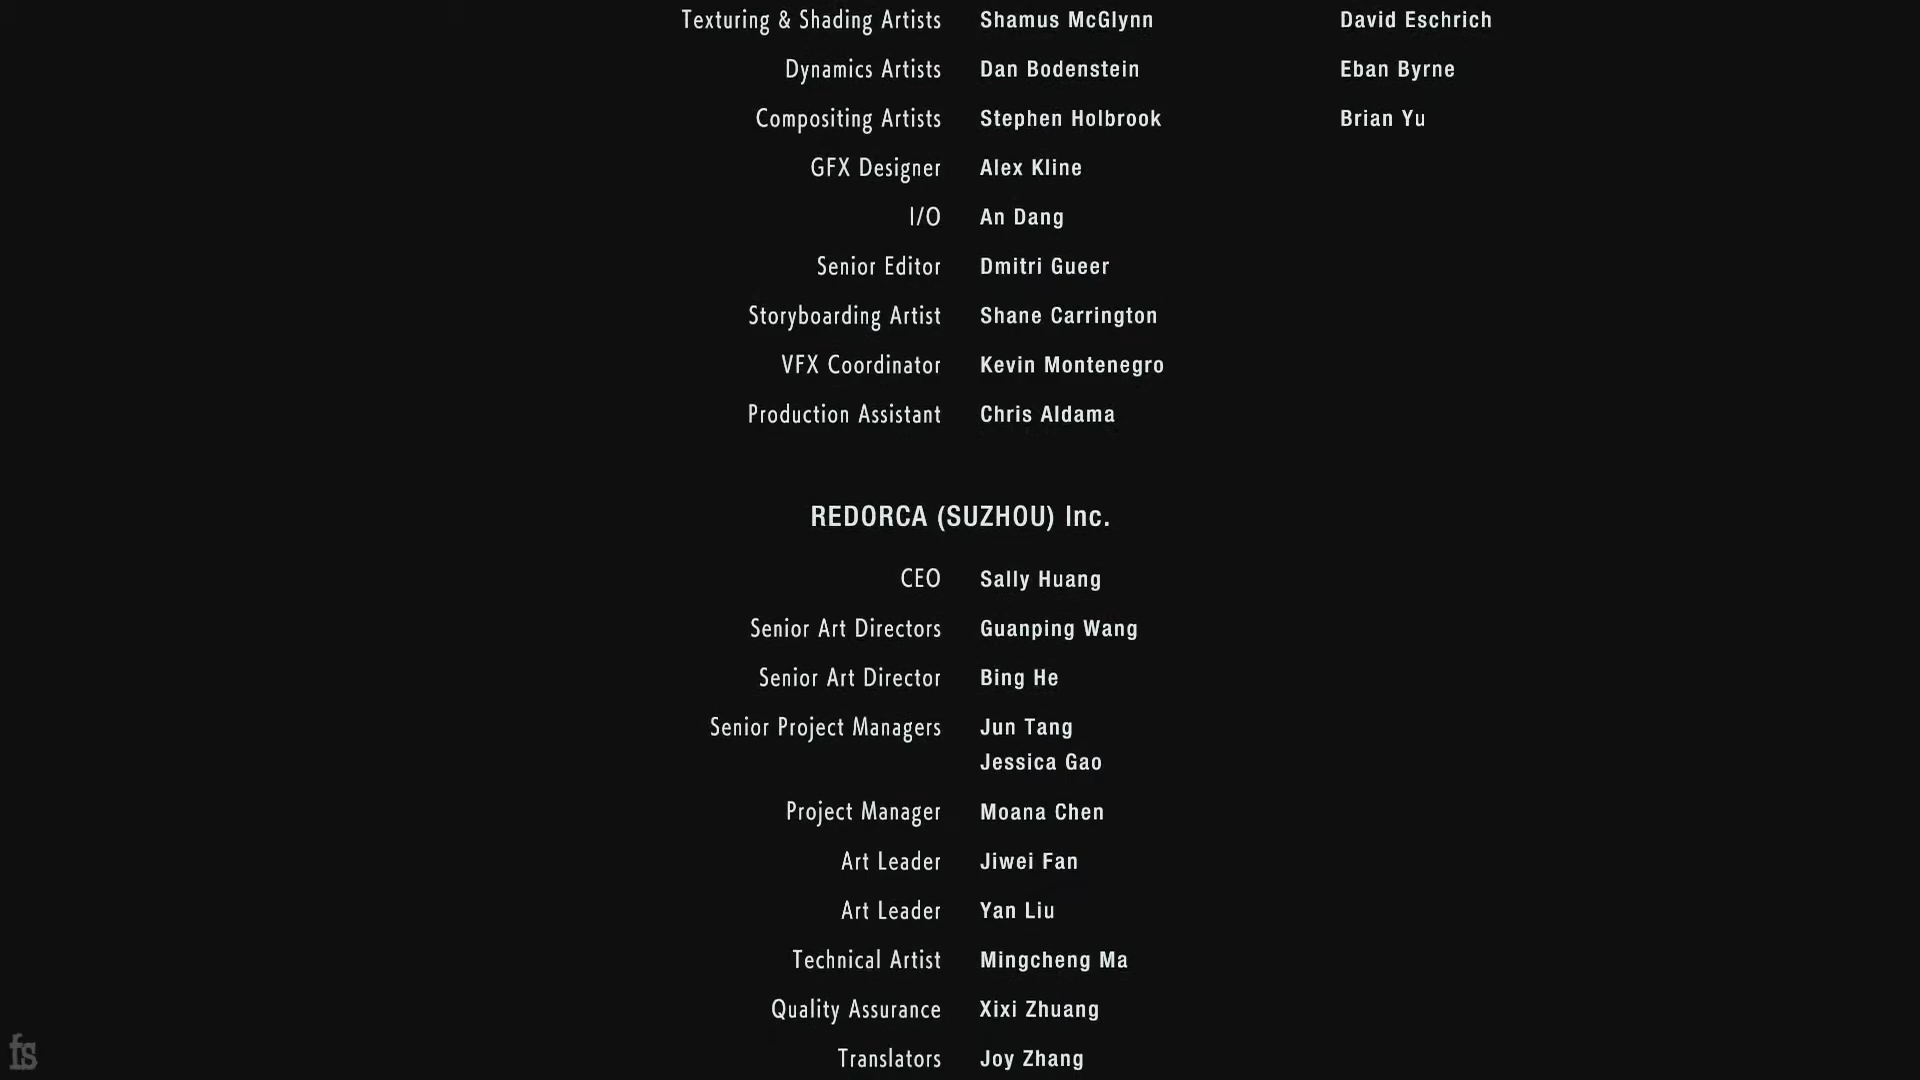 Texturing & Shading Artists Shamus McGlynn David Eschrich
Dynamics Artists Dan Bodenstein Eban Byrne
Compositing Artists Stephen Holbrook Brian Yu
GFX Designer Alex Kline
I/O An Dang
Senior Editor Dmitri Gueer
Storyboarding Artist Shane Carrington
VFX Coordinator Kevin Montenegro
Production Assistant Chris Aldama
REDORCA (SUZHOU) Inc.
CEO Sally Huang
Senior Art Directors Guanping Wang
Senior Art Director Bing He
Senior Project Managers Jun Tang
Jessica Gao
Project Manager Moana Chen
Art Leader Jiwei Fan
Art Leader Yan Liu
Technical Artist Mingcheng Ma
Quality Assurance Xixi Zhuang
Translators Joy Zhang
fs